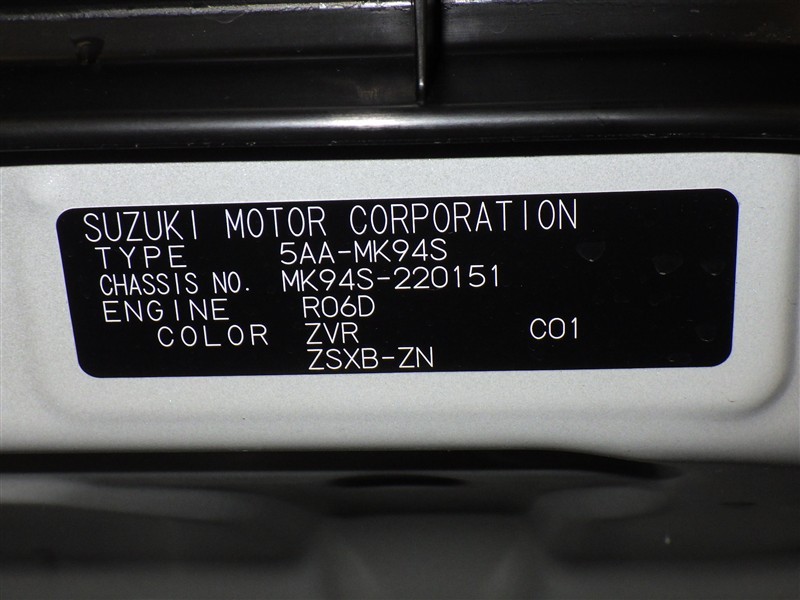 SUZUKI MOTOR CORPORATION
TYPE 5AA-MK94S
CHASSIS NO. MK94S-220151
ENGINE R06D
COLOR ZVR C01
ZSXB-ZN